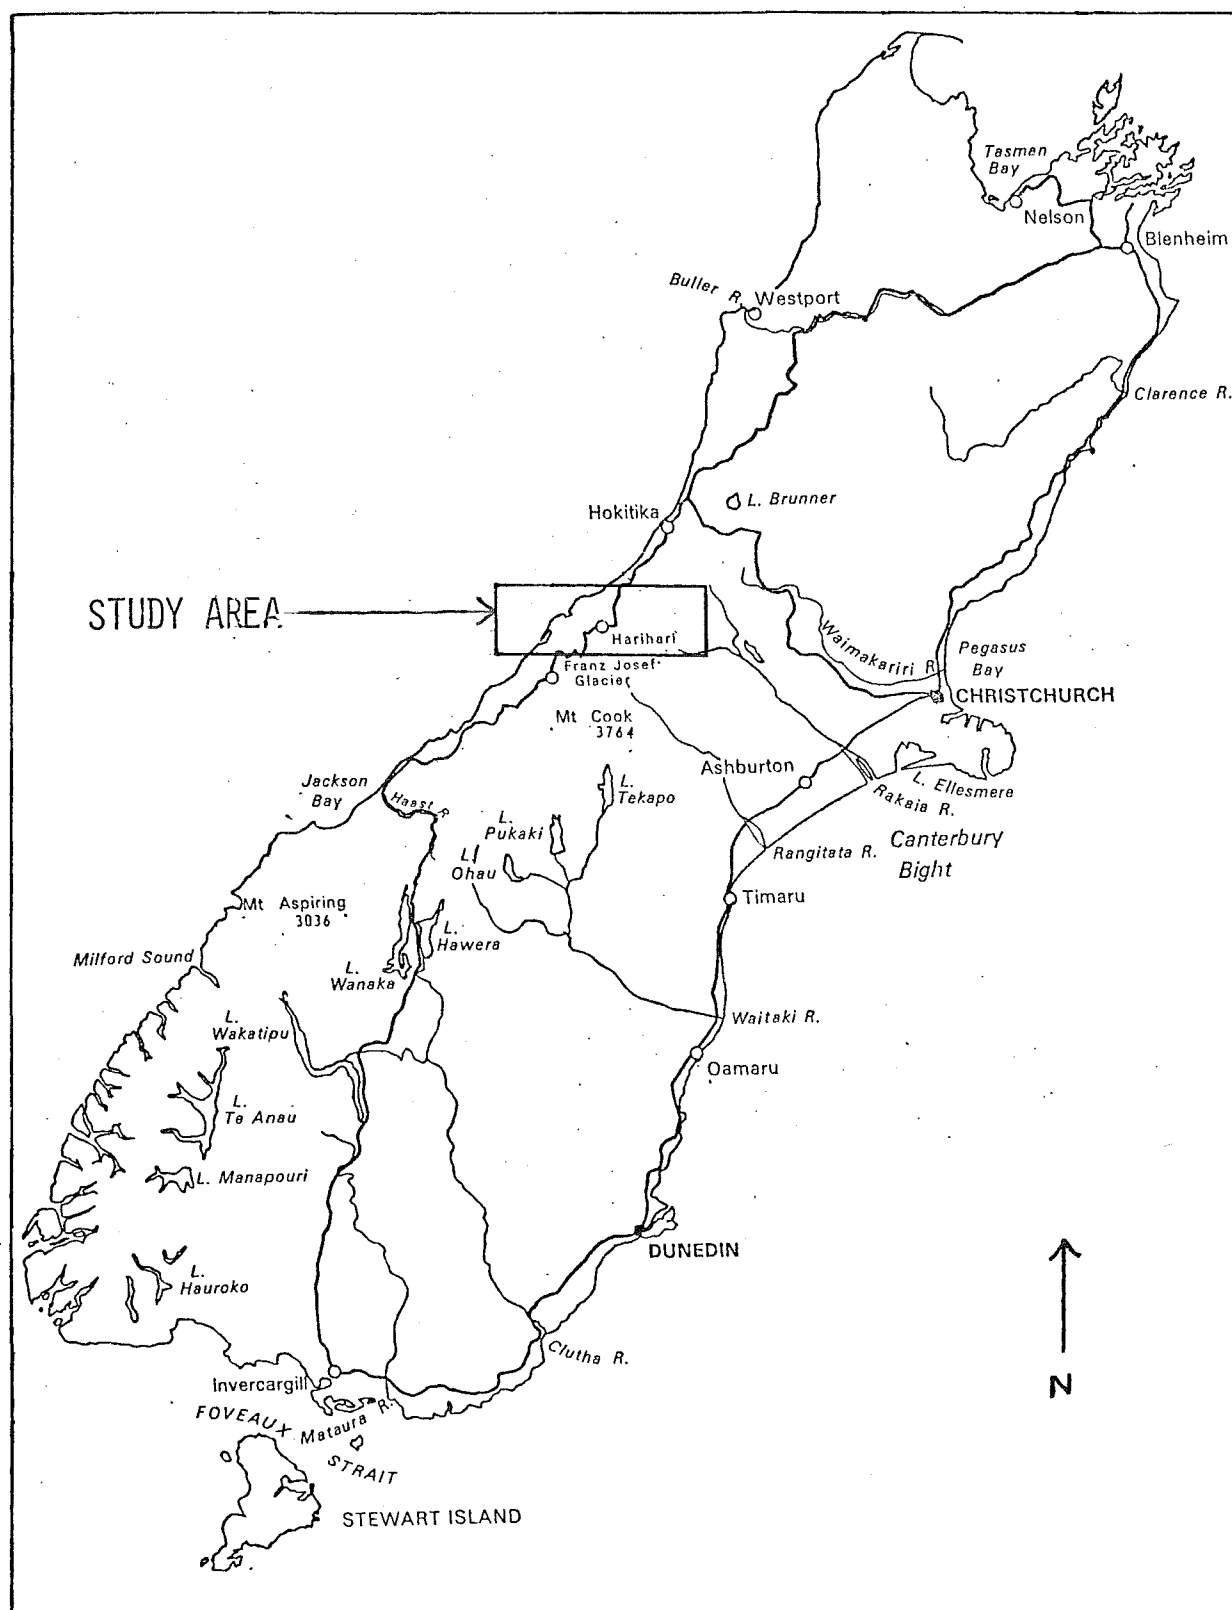 Tasman
Bay
Nelson
Blenheim
Buller R.
Westport
Clarence R.
L. Brunner
Hokitika
STUDY AREA
Harihari
Waimakariri R
Pegasus
Bay
Franz Josef
Glacier
CHRISTCHURCH
Mt Cook
3764
Ashburton
L. Ellesmere
L.
Tekapo
Jackson
Bay
Haast R
Rakaia R.
L.
Pukaki
Canterbury
Bight
Rangitata R.
L.
Ohau
Timaru
Mt Aspiring
3036
L.
Hawera
Milford Sound
L.
Wanaka
L.
Wakatipu
Waitaki R.
Oamaru
L.
Te Anau
L. Manapouri
DUNEDIN
L.
Hauroko
Clutha R.
N
Invercargill
Mataura R.
FOVEAUX
STRAIT
STEWART ISLAND